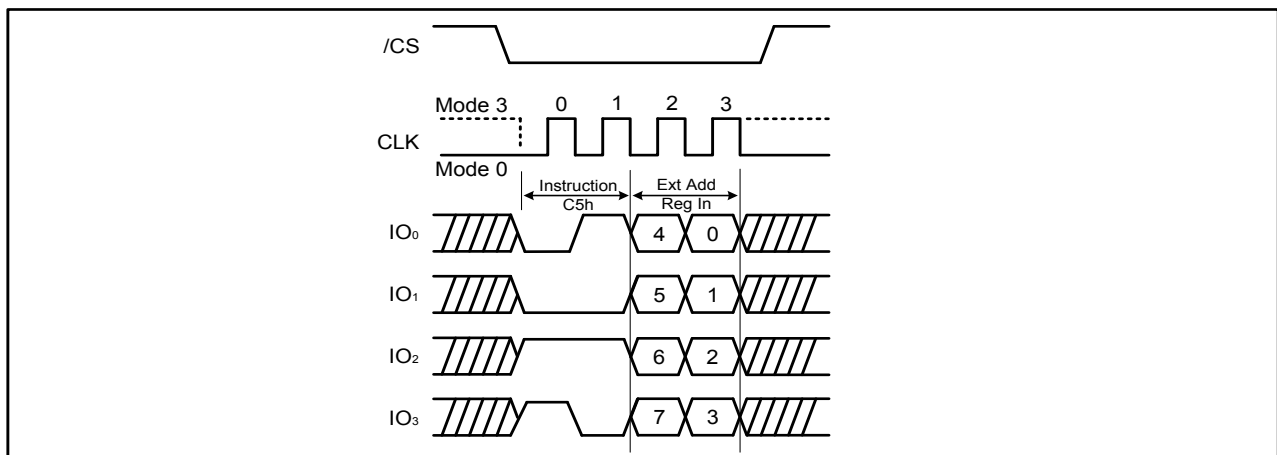 /CS
Mode 3 0 1 2 3
CLK
Mode 0
Instruction Ext Add
C5h Reg In
IO₀ 4 0
IO₁ 5 1
IO₂ 6 2
IO₃ 7 3